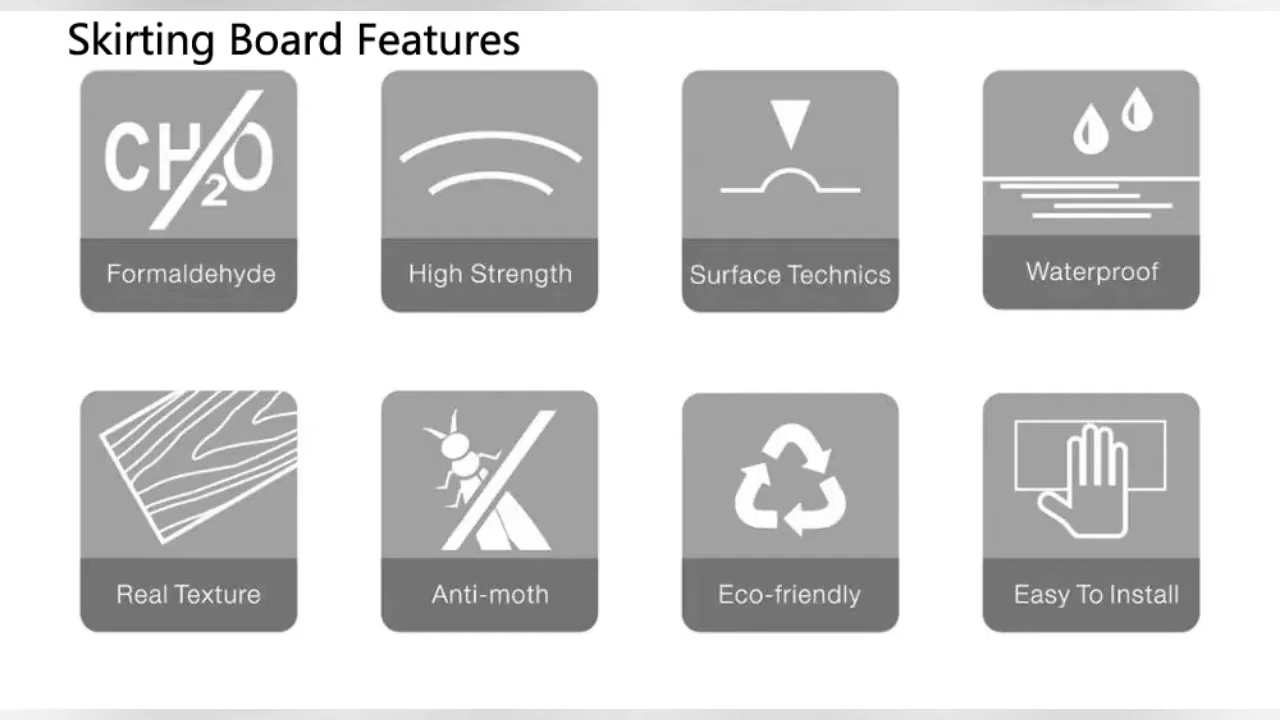 Skirting Board Features
CH2O
Formaldehyde
High Strength
Surface Technics
Waterproof
Real Texture
Anti-moth
Eco-friendly
Easy To Install